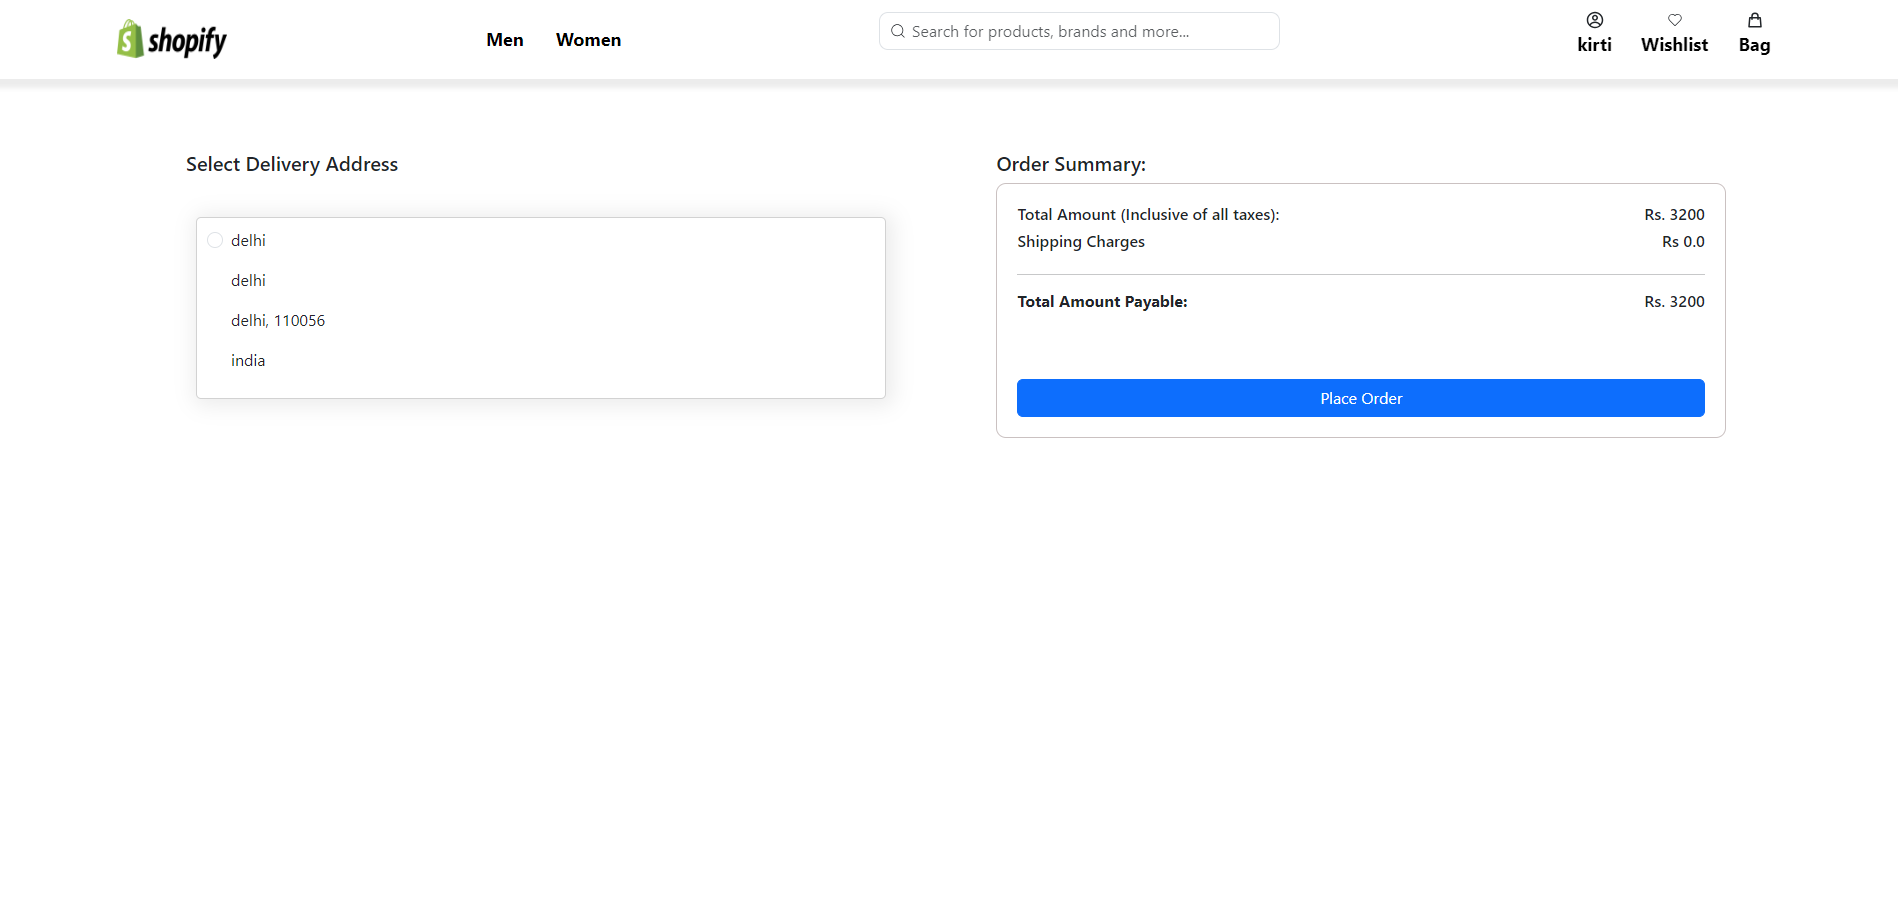 shopify
Men Women
Search for products, brands and more...
kirti Wishlist Bag
Select Delivery Address
delhi
delhi
delhi, 110056
india
Order Summary:
Total Amount (Inclusive of all taxes): Rs. 3200
Shipping Charges Rs 0.0
Total Amount Payable: Rs. 3200
Place Order